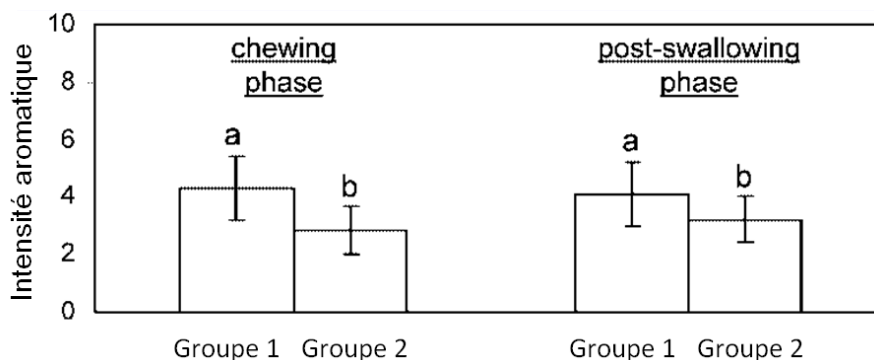 Intensité aromatique
10
8
6
4
2
0
chewing
phase
a
b
post-swallowing
phase
a
b
Groupe 1 Groupe 2
Groupe 1 Groupe 2